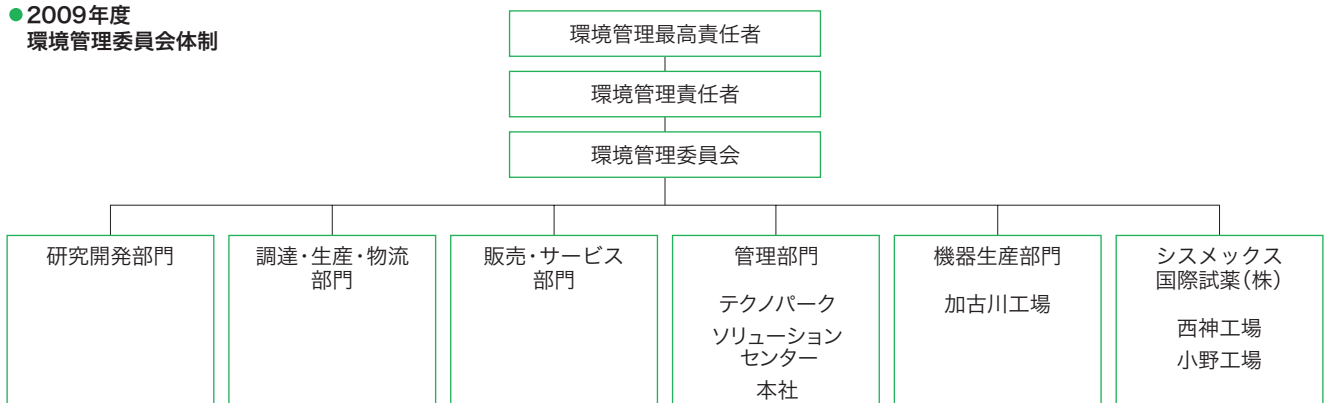 ●2009年度
環境管理委員会体制
環境管理最高責任者
環境管理責任者
環境管理委員会
研究開発部門
調達・生産・物流
部門
販売・サービス
部門
管理部門
テクノパーク
ソリューション
センター
本社
機器生産部門
加古川工場
シスメックス
国際試薬(株)
西神工場
小野工場